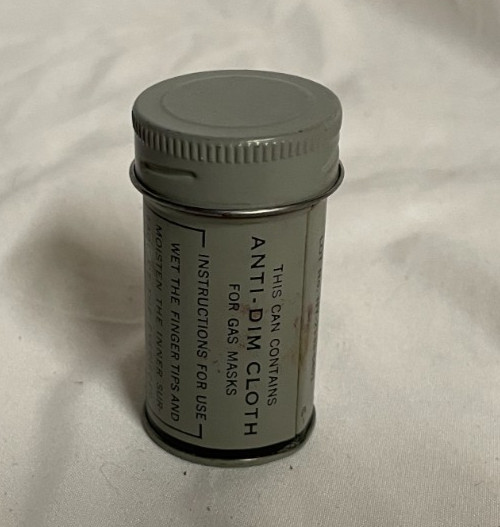 THIS CAN CONTAINS
ANTI-DIM CLOTH
FOR GAS MASKS
INSTRUCTIONS FOR USE
WET THE FINGER TIPS AND
MOISTEN THE INNER SUR-